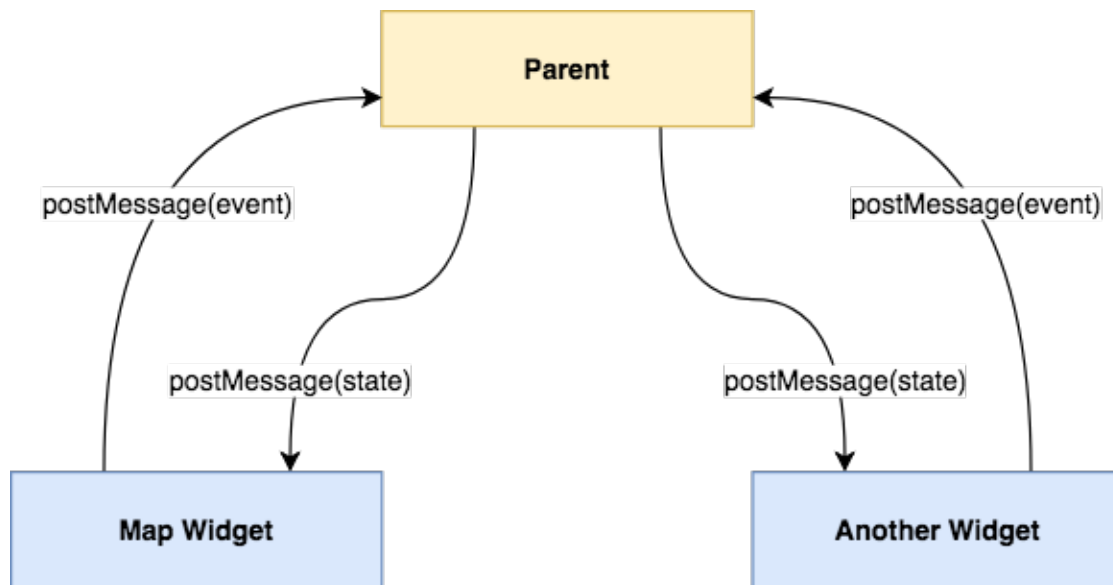 Parent
postMessage(event)
postMessage(event)
postMessage(state)
postMessage(state)
Map Widget
Another Widget